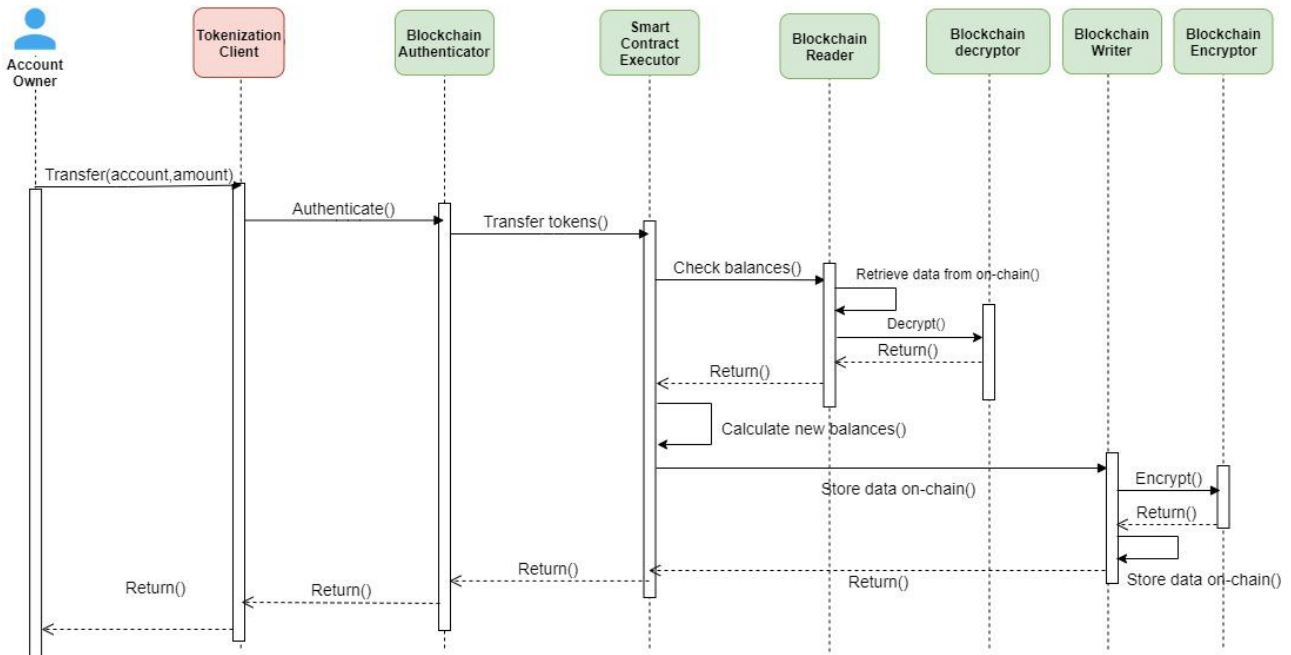 Account
Owner
Tokenization
Client
Blockchain
Authenticator
Smart
Contract
Executor
Blockchain
Reader
Blockchain
decryptor
Blockchain
Writer
Blockchain
Encryptor
Transfer(account,amount)
Authenticate()
Transfer tokens()
Check balances()
Retrieve data from on-chain()
Decrypt()
Return()
Return()
Calculate new balances()
Store data on-chain()
Encrypt()
Return()
Store data on-chain()
Return()
Return()
Return()
Return()